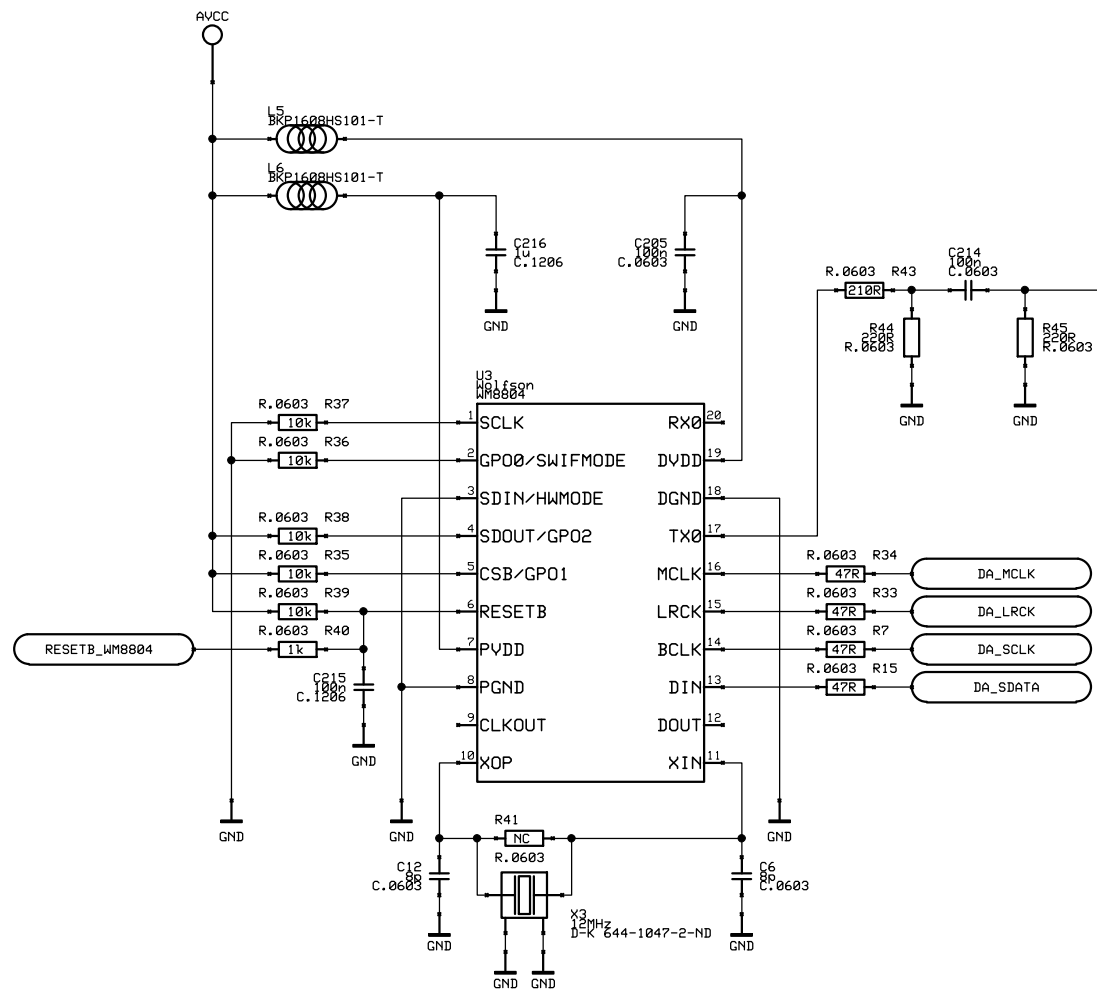 AVCC
L5
BKP1608HS101-T
L6
BKP1608HS101-T
C216
1u
C.1206
GND
C205
100n
C.0603
GND
R.0603 R43
210R
C214
100n
C.0603
R44
220R
R.0603
GND
R45
220R
R.0603
GND
U3
Wolfson
WM8804
R.0603 R37
10k
1 SCLK
R.0603 R36
10k
2 GPO0/SWIFMODE
3 SDIN/HWMODE
R.0603 R38
10k
4 SDOUT/GPO2
R.0603 R35
10k
5 CSB/GPO1
R.0603 R39
10k
6 RESETB
RESETB_WM8804
R.0603 R40
1k
7 PVDD
C215
100n
C.1206
GND
8 PGND
9 CLKOUT
10 XOP
RX0 20
DVDD 19
DGND 18
TX0 17
MCLK 16
R.0603 R34
47R
DA_MCLK
LRCK 15
R.0603 R33
47R
DA_LRCK
BCLK 14
R.0603 R7
47R
DA_SCLK
DIN 13
R.0603 R15
47R
DA_SDATA
DOUT 12
XIN 11
GND
GND
GND
R41
NC
R.0603
C12
8p
C.0603
GND
C6
8p
C.0603
GND
X3
12MHz
D-K 644-1047-2-ND
GND GND